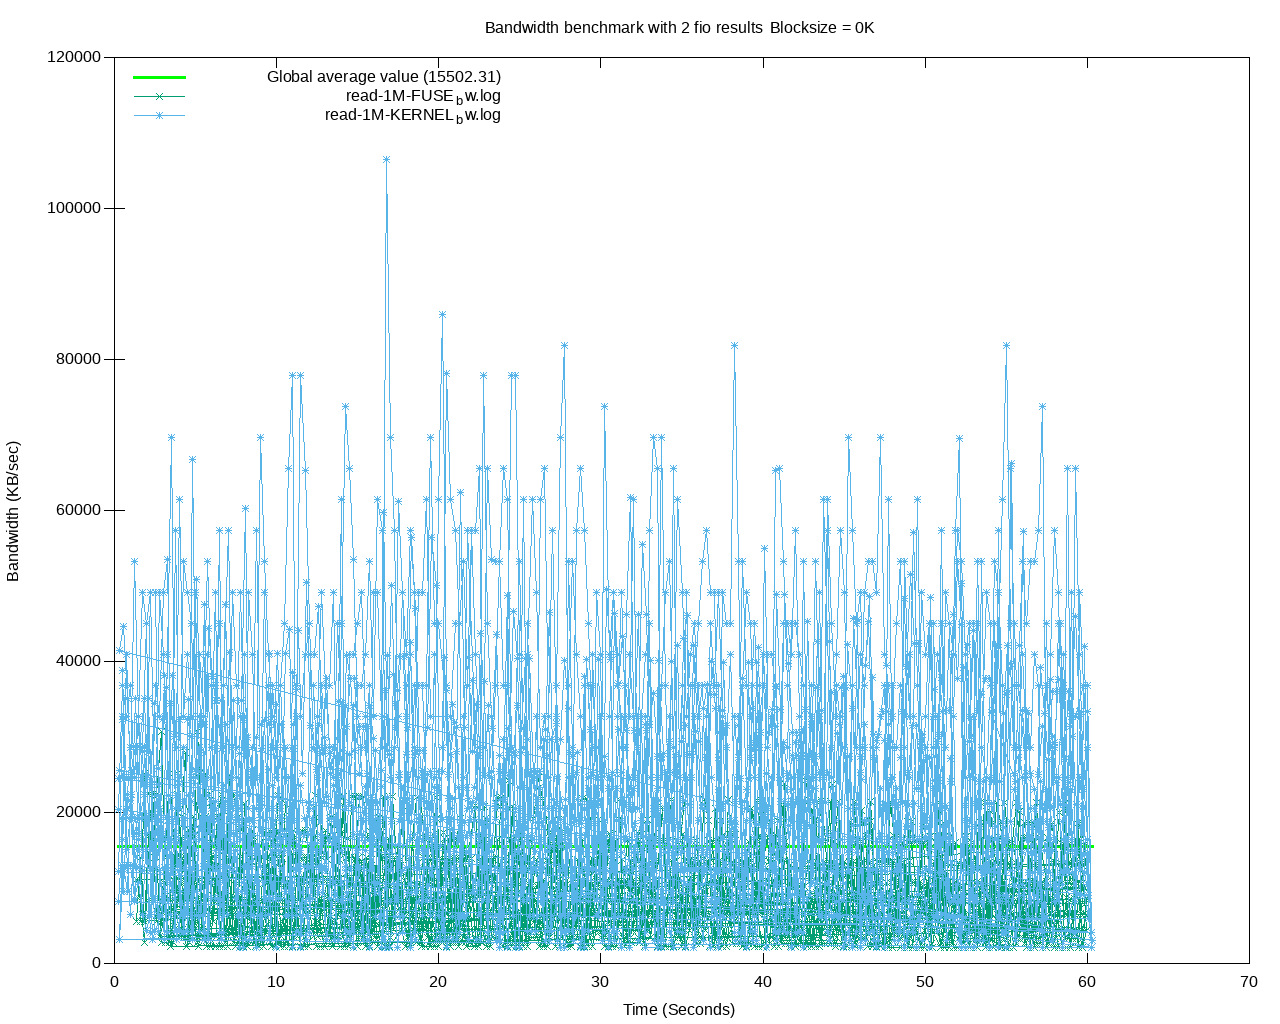 Bandwidth benchmark with 2 fio results Blocksize = 0K
Global average value (15502.31)
read-1M-FUSE_bw.log
read-1M-KERNEL_bw.log
120000
100000
80000
60000
40000
20000
0
Bandwidth (KB/sec)
0 10 20 30 40 50 60 70
Time (Seconds)